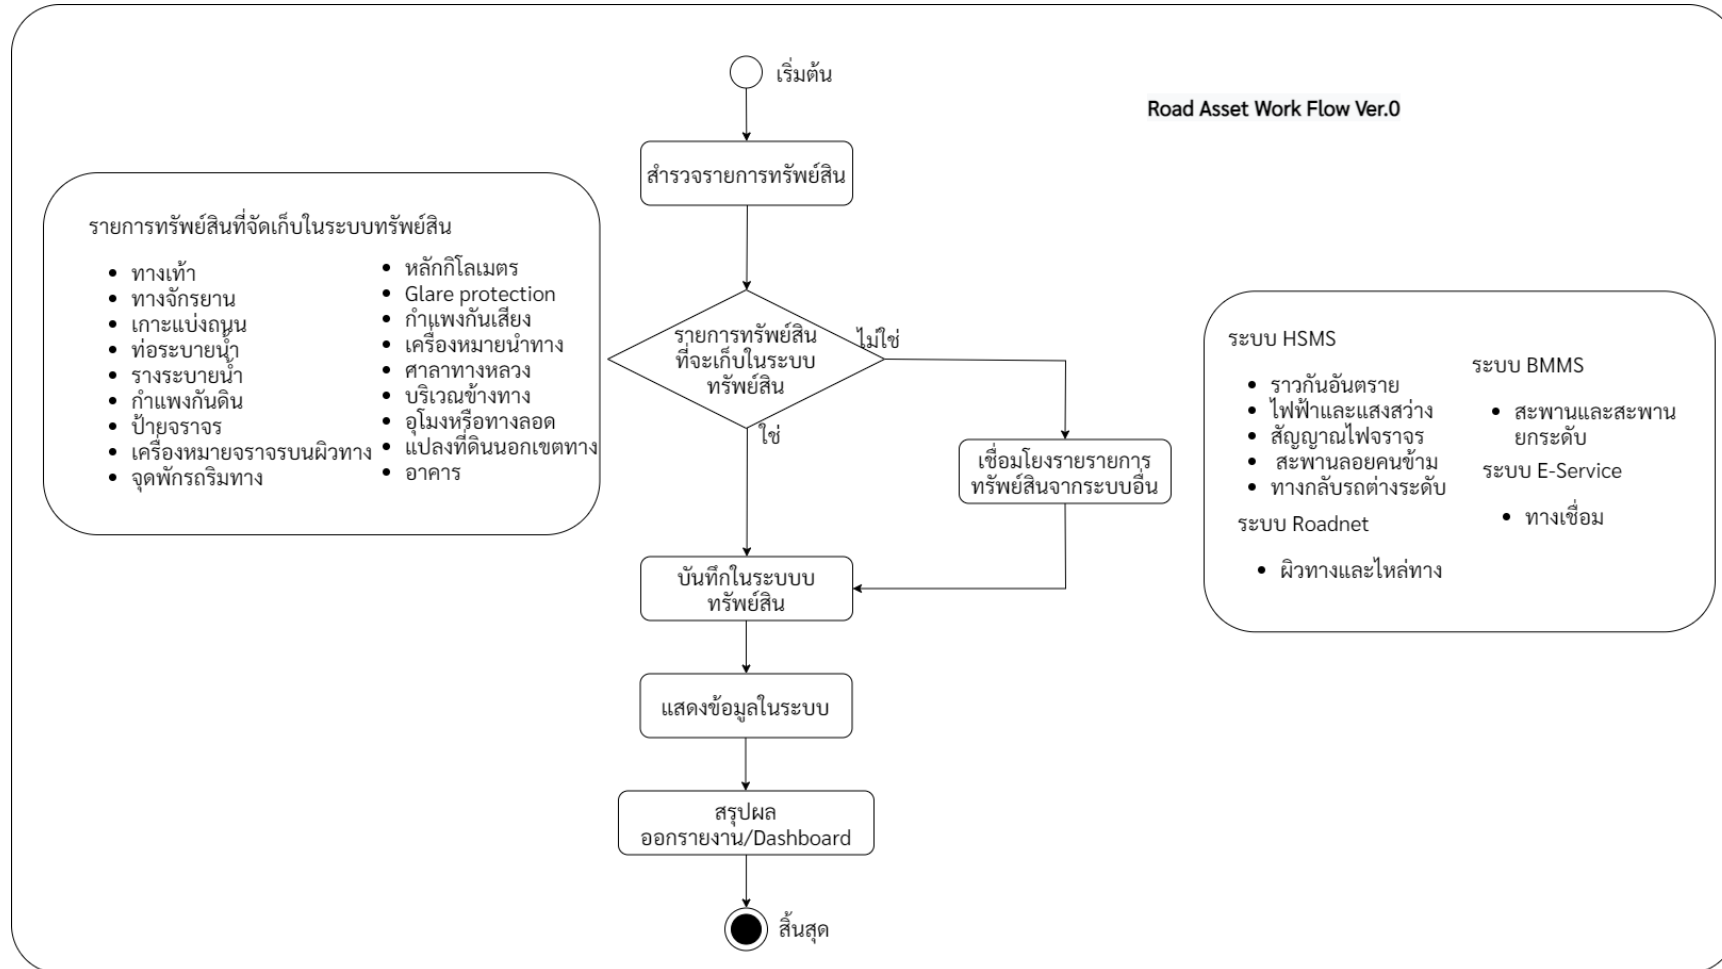 เริ่มต้น
Road Asset Work Flow Ver.0
สำรวจรายการทรัพย์สิน
รายการทรัพย์สินที่จัดเก็บในระบบทรัพย์สิน
ทางเท้า
ทางจักรยาน
เกาะแบ่งถนน
ท่อระบายน้ำ
รางระบายน้ำ
กำแพงกันดิน
ป้ายจราจร
เครื่องหมายจราจรบนผิวทาง
จุดพักรถริมทาง
หลักกิโลเมตร
Glare protection
กำแพงกันเสียง
เครื่องหมายนำทาง
ศาลาทางหลวง
บริเวณข้างทาง
อุโมงหรือทางลอด
แปลงที่ดินนอกเขตทาง
อาคาร
รายการทรัพย์สิน
ที่จะเก็บในระบบ
ทรัพย์สิน
ไม่ใช่
ใช่
เชื่อมโยงรายรายการ
ทรัพย์สินจากระบบอื่น
ระบบ HSMS
ราวกันอันตราย
ไฟฟ้าและแสงสว่าง
สัญญาณไฟจราจร
สะพานลอยคนข้าม
ทางกลับรถต่างระดับ
ระบบ Roadnet
ผิวทางและไหล่ทาง
ระบบ BMMS
สะพานและสะพาน
ยกระดับ
ระบบ E-Service
ทางเชื่อม
บันทึกในระบบบ
ทรัพย์สิน
แสดงข้อมูลในระบบ
สรุปผล
ออกรายงาน/Dashboard
สิ้นสุด